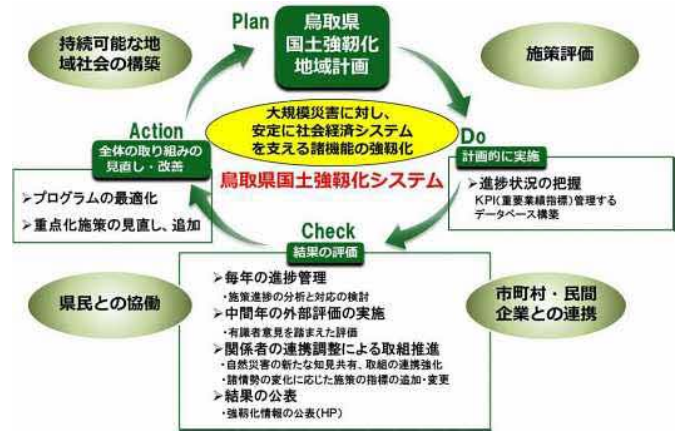 Plan
鳥取県
国土強靱化
地域計画
持続可能な地
域社会の構築
施策評価
大規模災害に対し、
安定に社会経済システム
を支える諸機能の強靱化
鳥取県国土強靱化システム
Do
計画的に実施
➢進捗状況の把握
KPI(重要業績指標)管理する
データベース構築
Action
全体の取り組みの
見直し・改善
➢プログラムの最適化
➢重点化施策の見直し、追加
Check
結果の評価
➢毎年の進捗管理
・施策進捗の分析と対応の検討
➢中間年の外部評価の実施
・有識者意見を踏まえた評価
➢関係者の連携調整による取組推進
・自然災害の新たな知見共有、取組の連携強化
・諸情勢の変化に応じた施策の指標の追加・変更
➢結果の公表
・強靱化情報の公表(HP)
県民との協働
市町村・民間
企業との連携